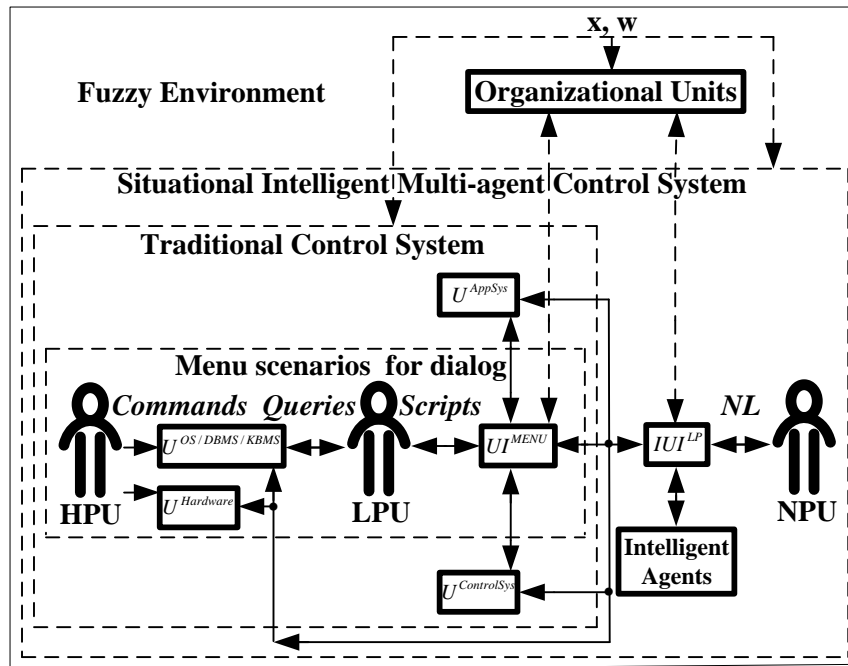 x, w
Fuzzy Environment
Organizational Units
Situational Intelligent Multi-agent Control System
Traditional Control System
U^AppSys
Menu scenarios for dialog
Commands Queries Scripts
NL
U^OS / DBMS / KBMS
UI^MENU
IUI^LP
U^Hardware
HPU
LPU
NPU
Intelligent
Agents
U^ControlSys